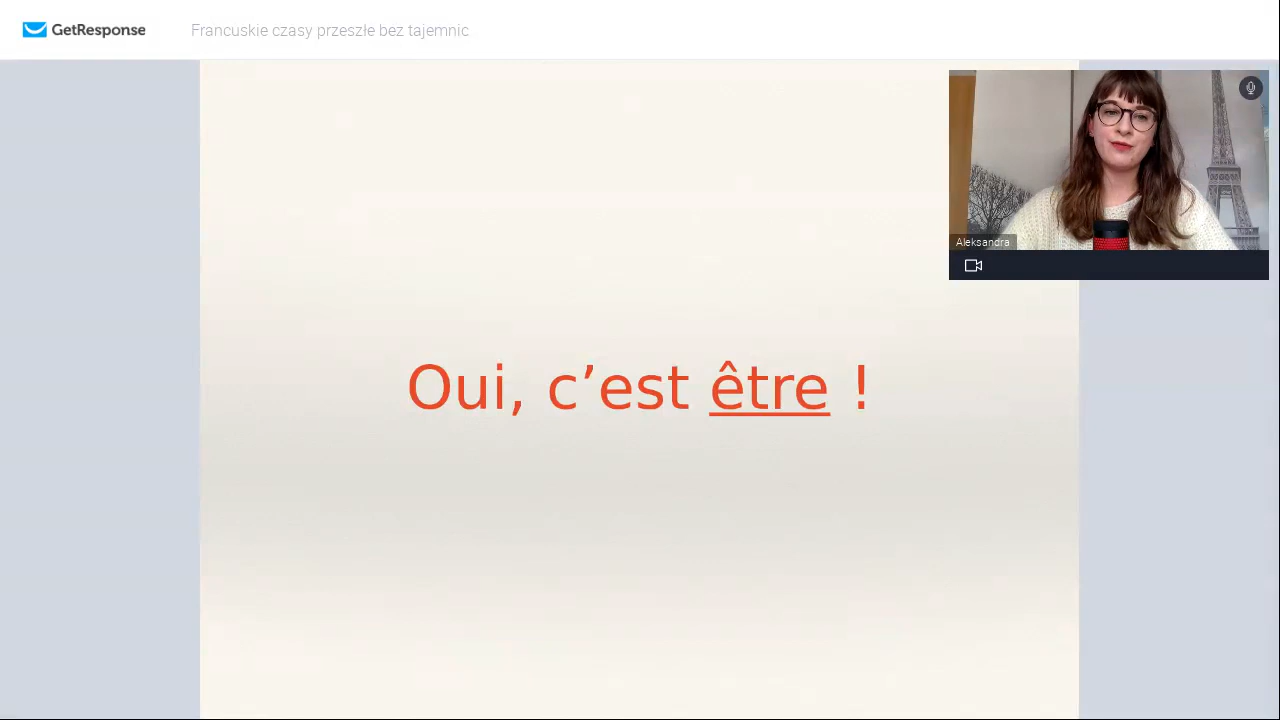 GetResponse
Francuskie czasy przeszłe bez tajemnic
Aleksandra
Oui, c’est être !